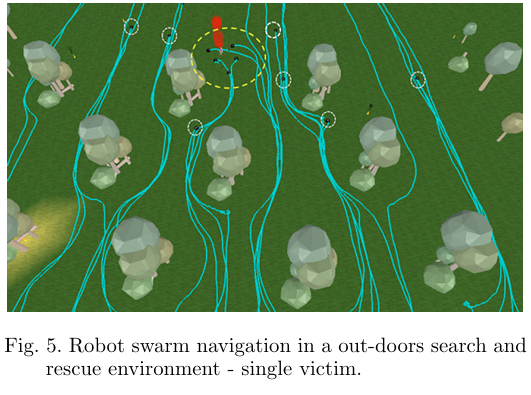 Fig. 5. Robot swarm navigation in a out-doors search and
rescue environment - single victim.